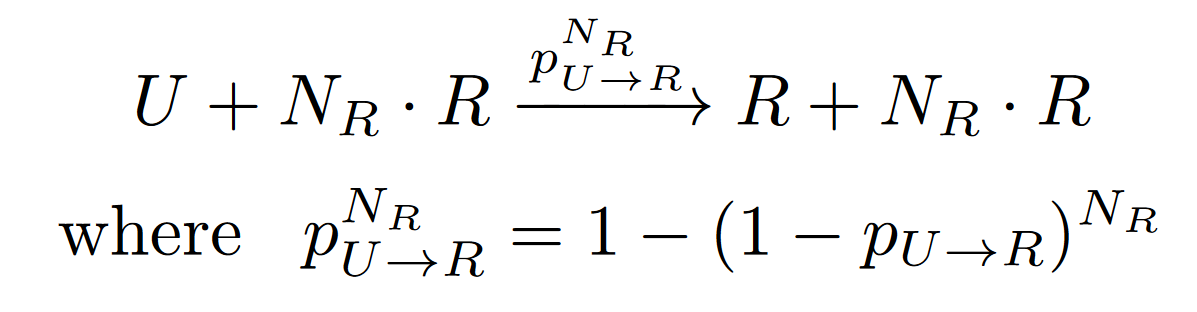 U + N_R · R \xrightarrow{p_{U→R}^{N_R}} R + N_R · R
where p_{U→R}^{N_R} = 1 − (1 − p_{U→R})^{N_R}